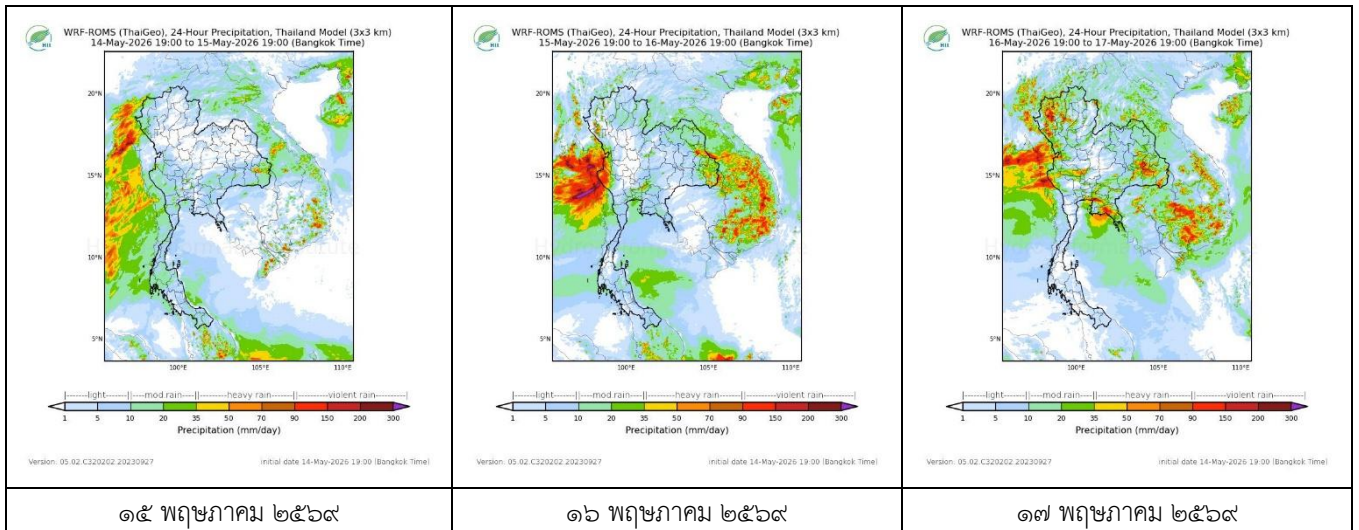 WRF-ROMS (ThaiGeo), 24-Hour Precipitation, Thailand Model (3x3 km)
14-May-2026 19:00 to 15-May-2026 19:00 (Bangkok Time)
HII
20°N
15°N
10°N
5°N
100°E 105°E 110°E
|------light------||---mod rain---||------heavy rain------||------violent rain------|
1 5 10 20 35 50 70 90 150 200 300
Precipitation (mm/day)
Version: 05.02.C320202.20230927 initial date 14-May-2026 19:00 (Bangkok Time)
๑๕ พฤษภาคม ๒๕๖๙
WRF-ROMS (ThaiGeo), 24-Hour Precipitation, Thailand Model (3x3 km)
15-May-2026 19:00 to 16-May-2026 19:00 (Bangkok Time)
HII
20°N
15°N
10°N
5°N
100°E 105°E 110°E
|------light------||---mod rain---||------heavy rain------||------violent rain------|
1 5 10 20 35 50 70 90 150 200 300
Precipitation (mm/day)
Version: 05.02.C320202.20230927 initial date 14-May-2026 19:00 (Bangkok Time)
๑๖ พฤษภาคม ๒๕๖๙
WRF-ROMS (ThaiGeo), 24-Hour Precipitation, Thailand Model (3x3 km)
16-May-2026 19:00 to 17-May-2026 19:00 (Bangkok Time)
HII
20°N
15°N
10°N
5°N
100°E 105°E 110°E
|------light------||---mod rain---||------heavy rain------||------violent rain------|
1 5 10 20 35 50 70 90 150 200 300
Precipitation (mm/day)
Version: 05.02.C320202.20230927 initial date 14-May-2026 19:00 (Bangkok Time)
๑๗ พฤษภาคม ๒๕๖๙